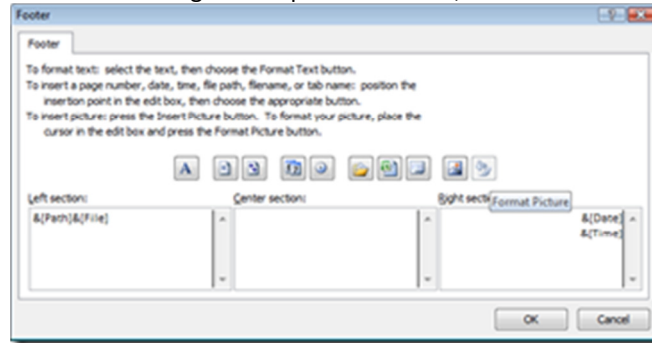 Footer
Footer
To format text: select the text, then choose the Format Text button.
To insert a page number, date, time, file path, filename, or tab name: position the
insertion point in the edit box, then choose the appropriate button.
To insert picture: press the Insert Picture button. To format your picture, place the
cursor in the edit box and press the Format Picture button.
A
Left section: Center section: Right secti
Format Picture
&[Path]&[File] &[Date]
&[Time]
OK Cancel